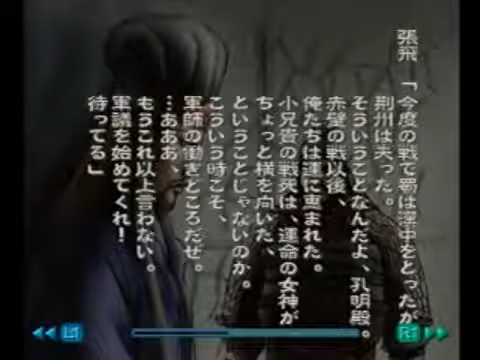 張飛「今度の戦で蜀は漢中をとったが
荆州は失った。
そういうことなんだよ、孔明殿。
赤壁の戦以後、
俺たちは運に恵まれた。
小兄貴の戦死は、運命の女神が
ちょっと横を向いた、
ということじゃないのか。
こういう時こそ、
軍師の働きどころだぜ。
…あああ、
もうこれ以上言わない。
軍議を始めてくれ!
待ってる」
L1
R1